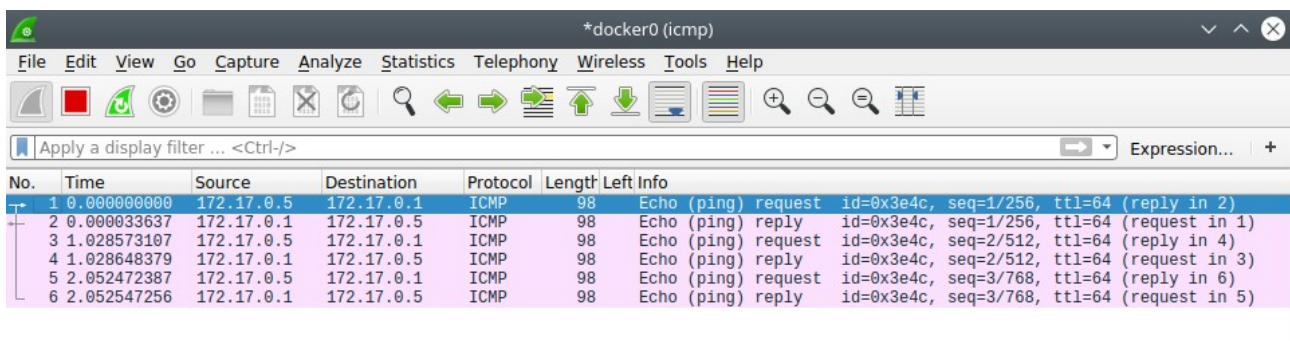 *docker0 (icmp)
File Edit View Go Capture Analyze Statistics Telephony Wireless Tools Help
Apply a display filter ... <Ctrl-/> Expression... +
No. Time Source Destination Protocol Length Left Info
1 0.000000000 172.17.0.5 172.17.0.1 ICMP 98 Echo (ping) request id=0x3e4c, seq=1/256, ttl=64 (reply in 2)
2 0.000033637 172.17.0.1 172.17.0.5 ICMP 98 Echo (ping) reply id=0x3e4c, seq=1/256, ttl=64 (request in 1)
3 1.028573107 172.17.0.5 172.17.0.1 ICMP 98 Echo (ping) request id=0x3e4c, seq=2/512, ttl=64 (reply in 4)
4 1.028648379 172.17.0.1 172.17.0.5 ICMP 98 Echo (ping) reply id=0x3e4c, seq=2/512, ttl=64 (request in 3)
5 2.052472387 172.17.0.5 172.17.0.1 ICMP 98 Echo (ping) request id=0x3e4c, seq=3/768, ttl=64 (reply in 6)
6 2.052547256 172.17.0.1 172.17.0.5 ICMP 98 Echo (ping) reply id=0x3e4c, seq=3/768, ttl=64 (request in 5)